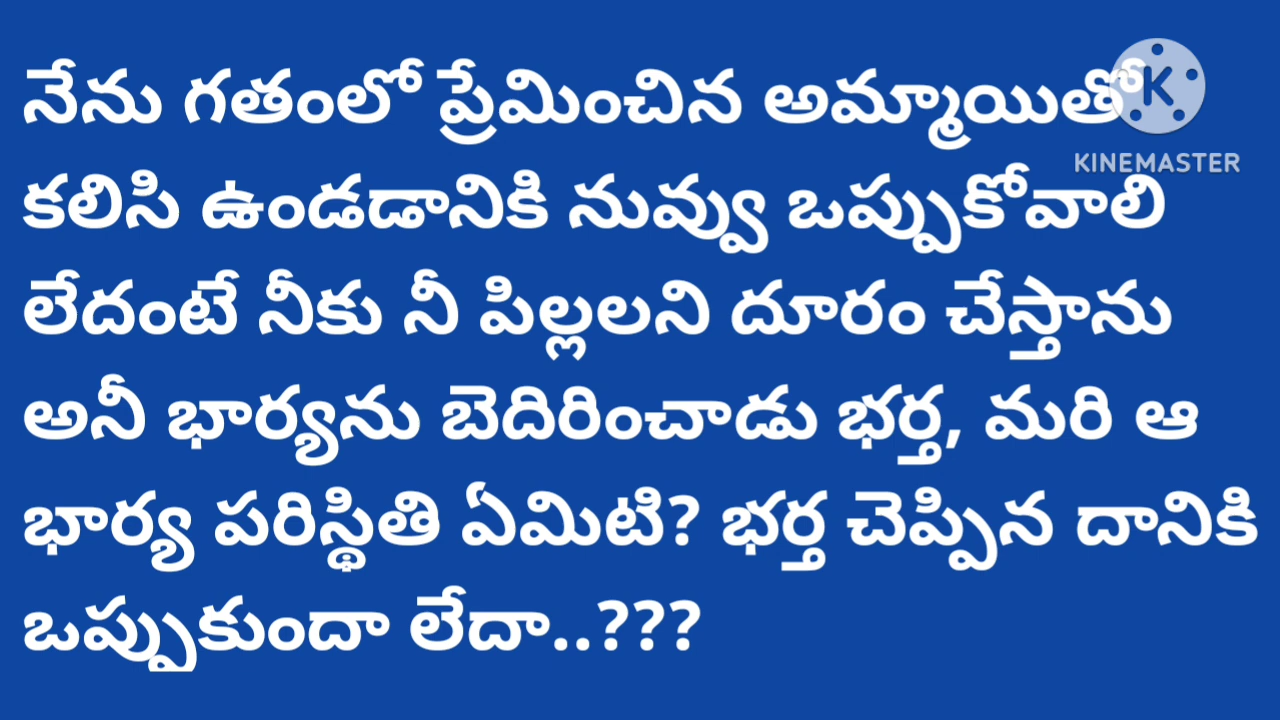 నేను గతంలో ప్రేమించిన అమ్మాయితో
KINEMASTER
కలిసి ఉండడానికి నువ్వు ఒప్పుకోవాలి
లేదంటే నీకు నీ పిల్లలని దూరం చేస్తాను
అనీ భార్యను బెదిరించాడు భర్త, మరి ఆ
భార్య పరిస్థితి ఏమిటి? భర్త చెప్పిన దానికి
ఒప్పుకుందా లేదా..???